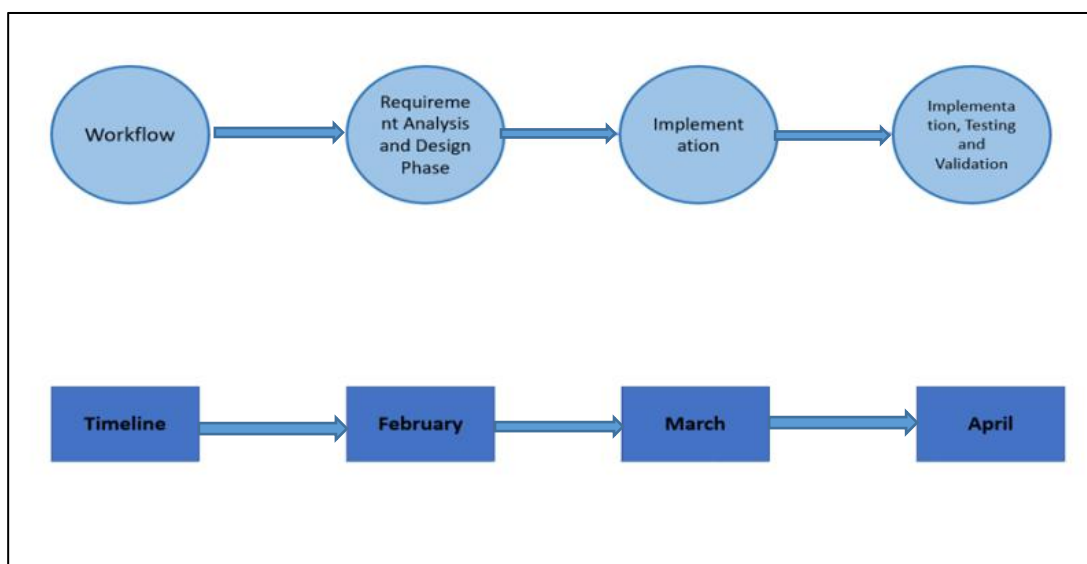 Workflow
Requireme
nt Analysis
and Design
Phase
Implement
ation
Implementa
tion, Testing
and
Validation
Timeline
February
March
April